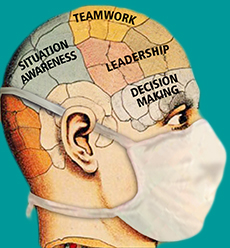 TEAMWORK
SITUATION
AWARENESS
LEADERSHIP
DECISION
MAKING